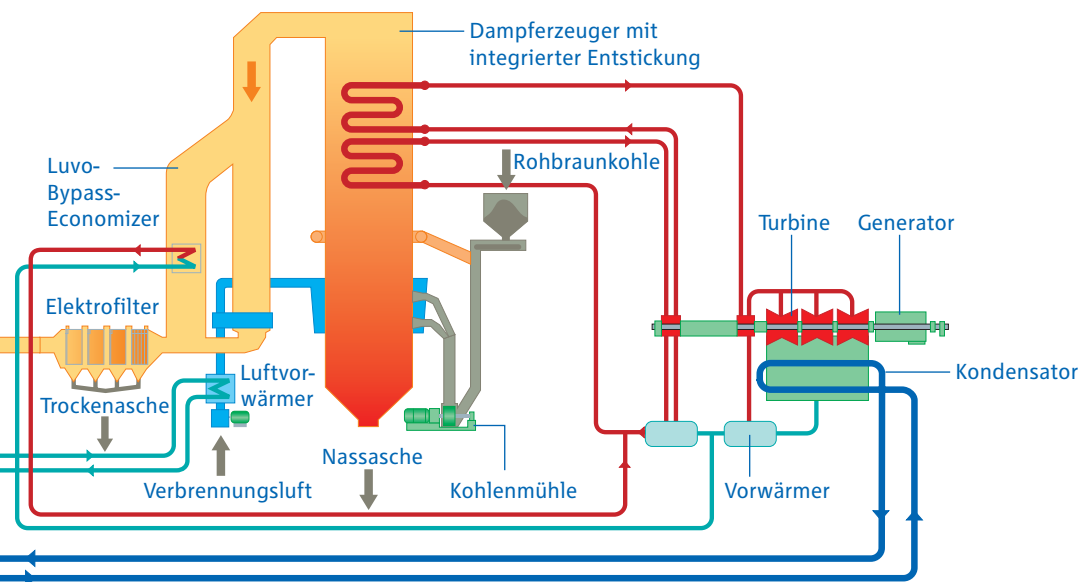 Dampferzeuger mit
integrierter Entstickung
Rohbraunkohle
Luvo-
Bypass-
Economizer
Turbine
Generator
Elektrofilter
Luftvor-
wärmer
Kondensator
Trockenasche
Nassasche
Verbrennungsluft
Kohlenmühle
Vorwärmer